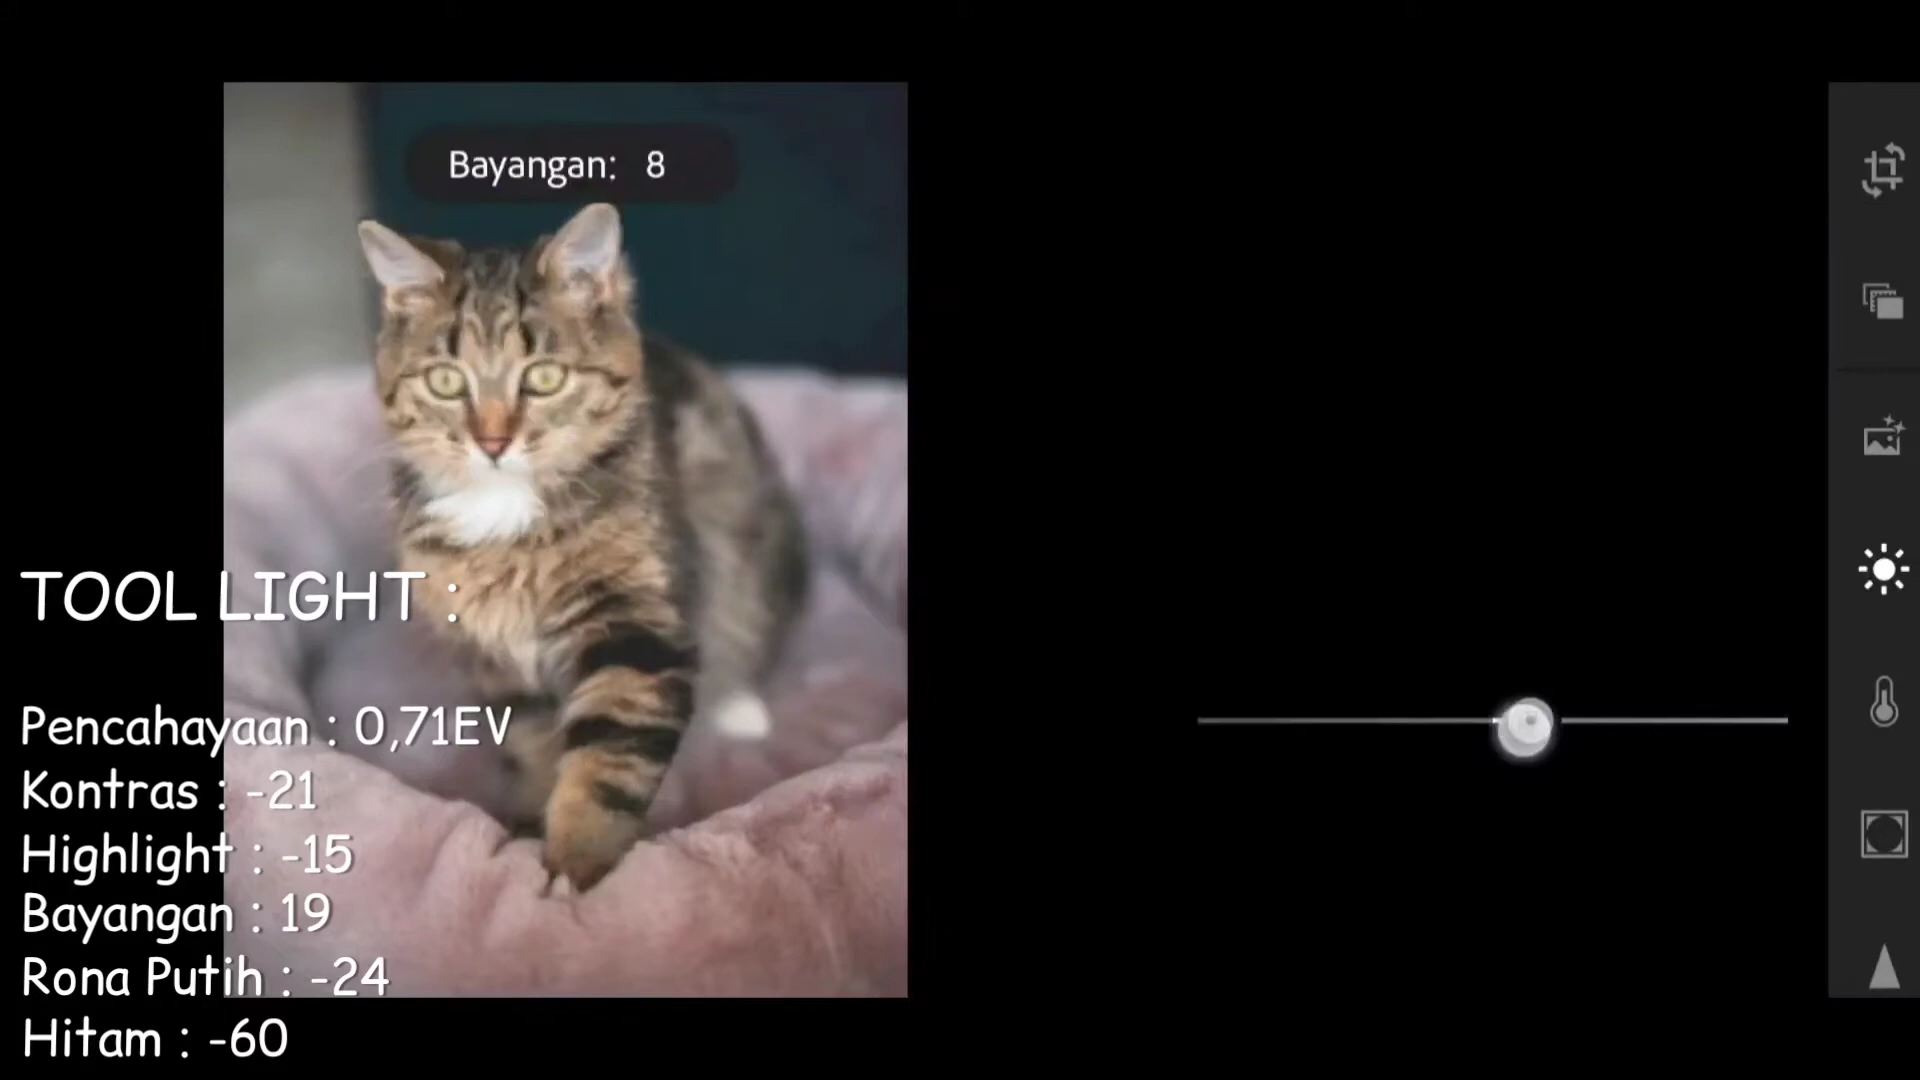 Bayangan: 8
TOOL LIGHT :
Pencahayaan : 0,71EV
Kontras : -21
Highlight : -15
Bayangan : 19
Rona Putih : -24
Hitam : -60